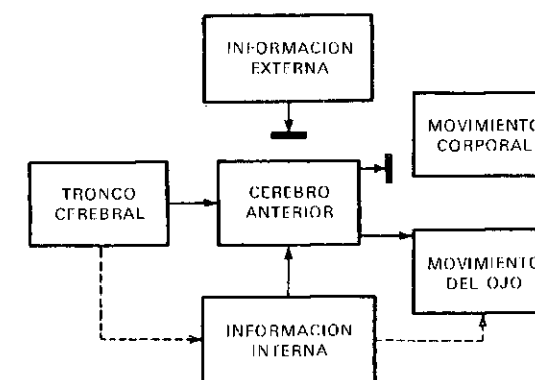 INFORMACION
EXTERNA
MOVIMIENTO
CORPORAL
TRONCO
CEREBRAL
CEREBRO
ANTERIOR
MOVIMIENTO
DEL OJO
INFORMACION
INTERNA